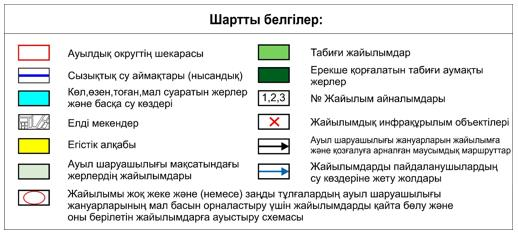 Шартты белгілер:
Ауылдық округтің шекарасы
Сызықтық су аймақтары (нысандық)
Көл,өзен,тоған,мал суаратын жерлер
және басқа су көздері
Елді мекендер
Егістік алқабы
Ауыл шаруашылығы мақсатындағы
жерлердің жайылымдары
Табиғи жайылымдар
Ерекше қорғалатын табиғи аумақты
жерлер
1,2,3 № Жайылым айналымдары
Жайылымдық инфрақұрылым объектілері
Ауыл шаруашылығы жануарларын жайылымға
және қозғалуға арналған маусымдық маршруттар
Жайылымдарды пайдаланушылардың
су көздеріне жету жолдары
Жайылымы жоқ жеке және (немесе) заңды тұлғалардың ауыл шаруашылығы
жануарларының мал басын орналастыру үшін жайылымдарды қайта бөлу және
оны берілетін жайылымдарға ауыстыру схемасы